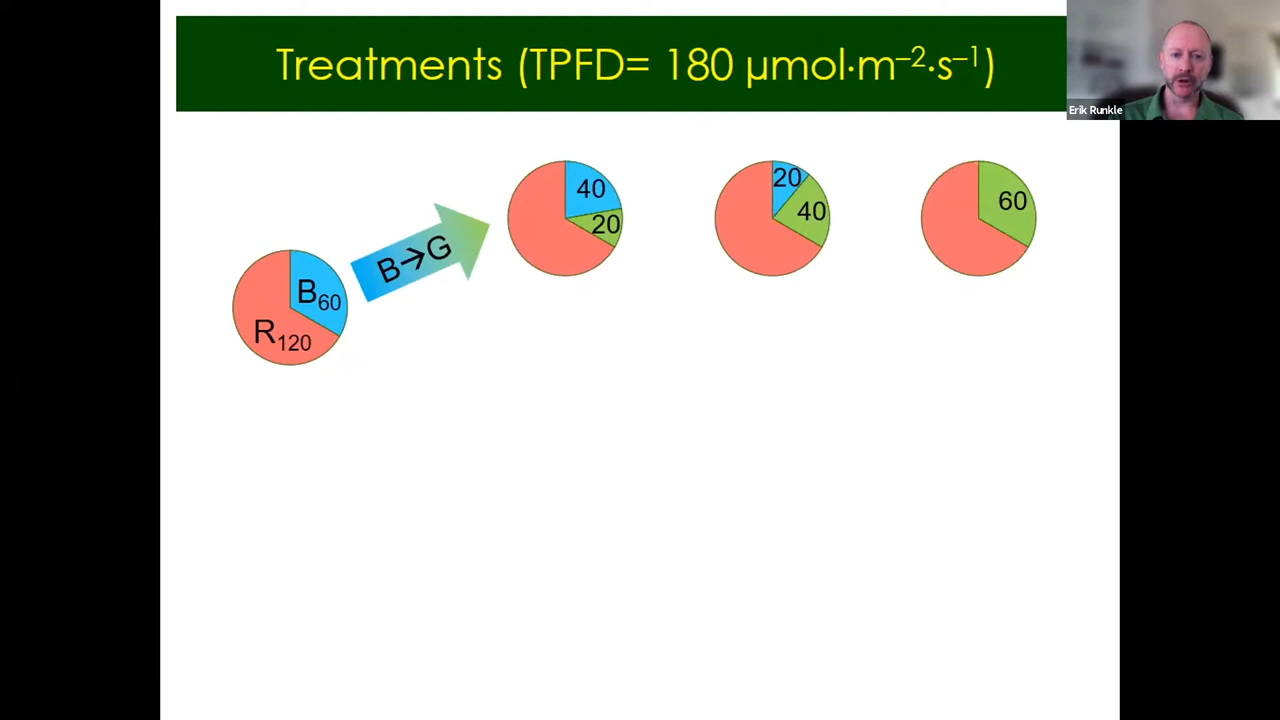 Treatments (TPFD= 180 µmol·m⁻²·s⁻¹)
Erik Runkle
40
20
20
40
60
B→G
B₆₀
R₁₂₀